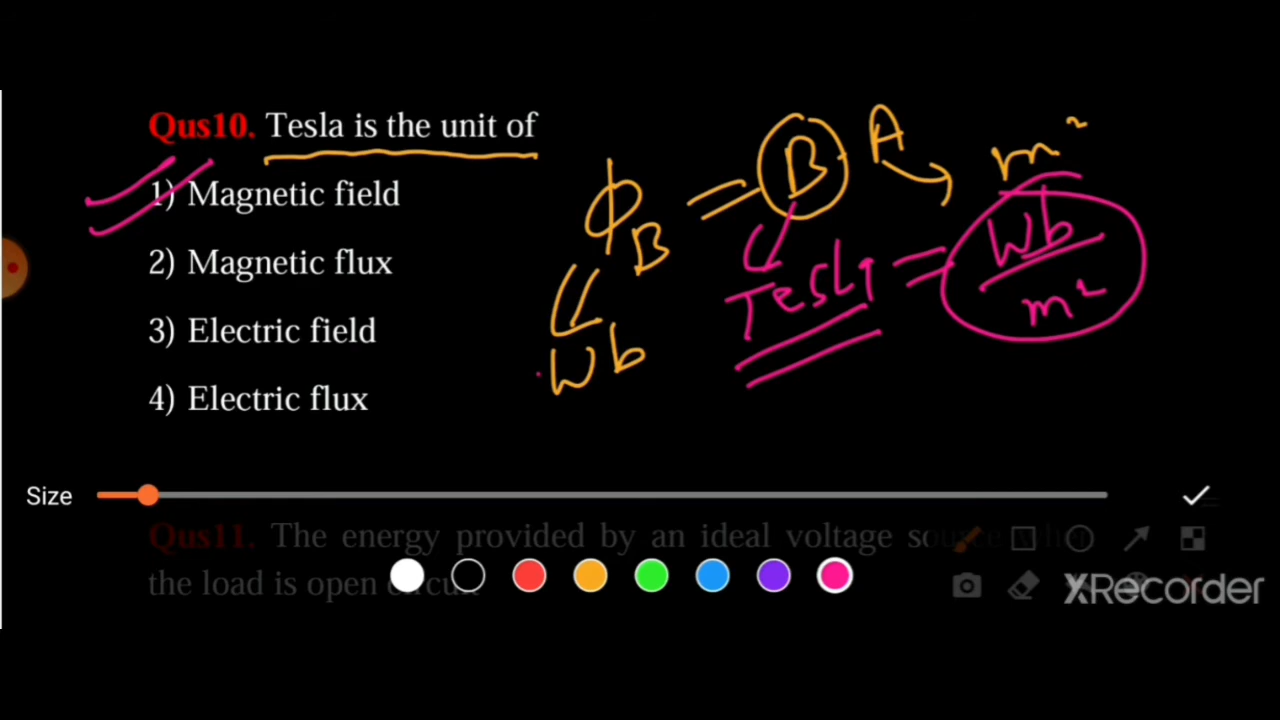 Qus10. Tesla is the unit of
1) Magnetic field
2) Magnetic flux
3) Electric field
4) Electric flux
ϕB = B A
m²
Wb
Tesla = Wb/m²
Size
Qus11. The energy provided by an ideal voltage
the load is open circuit
XRecorder